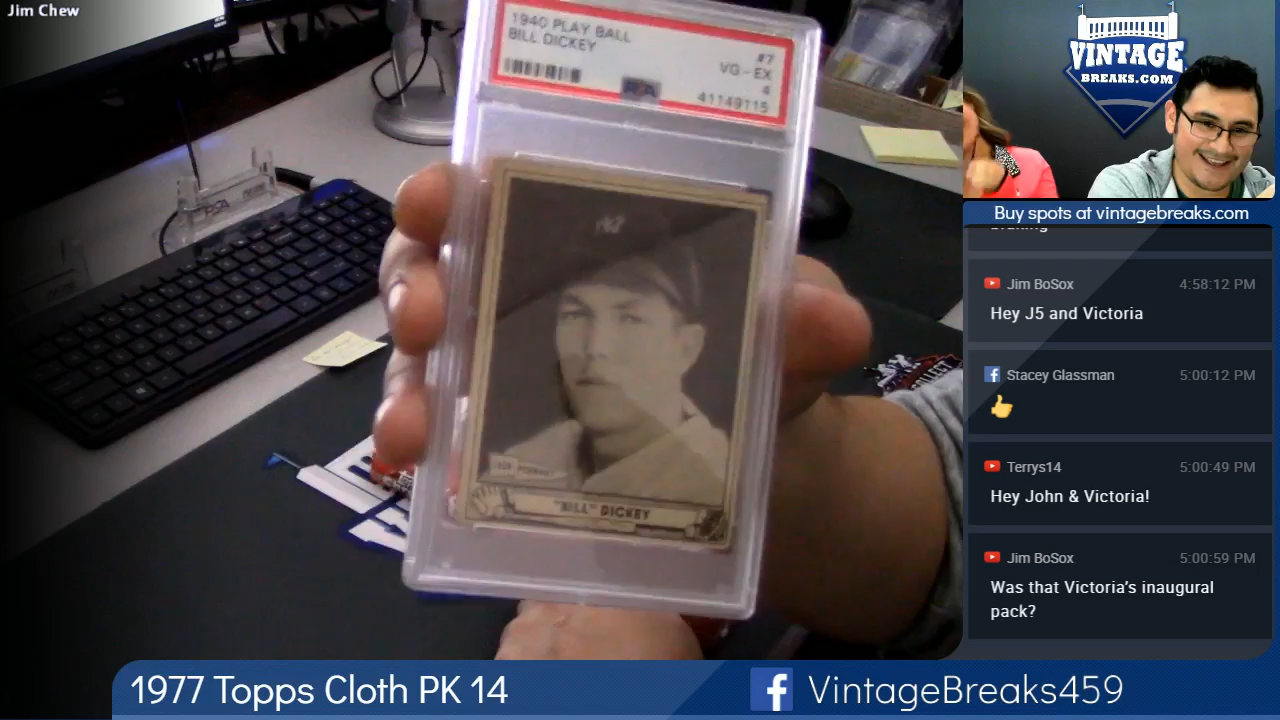 Jim Chew
1940 PLAY BALL
#7
BILL DICKEY
VG-EX
4
PSA
41149115
"BILL" DICKEY
PSA
COLLECT
VINTAGE
BREAKS.COM
Buy spots at vintagebreaks.com
Jim BoSox
4:58:12 PM
Hey J5 and Victoria
Stacey Glassman
5:00:12 PM
👍
Terrys14
5:00:49 PM
Hey John & Victoria!
Jim BoSox
5:00:59 PM
Was that Victoria's inaugural
pack?
1977 Topps Cloth PK 14
VintageBreaks459